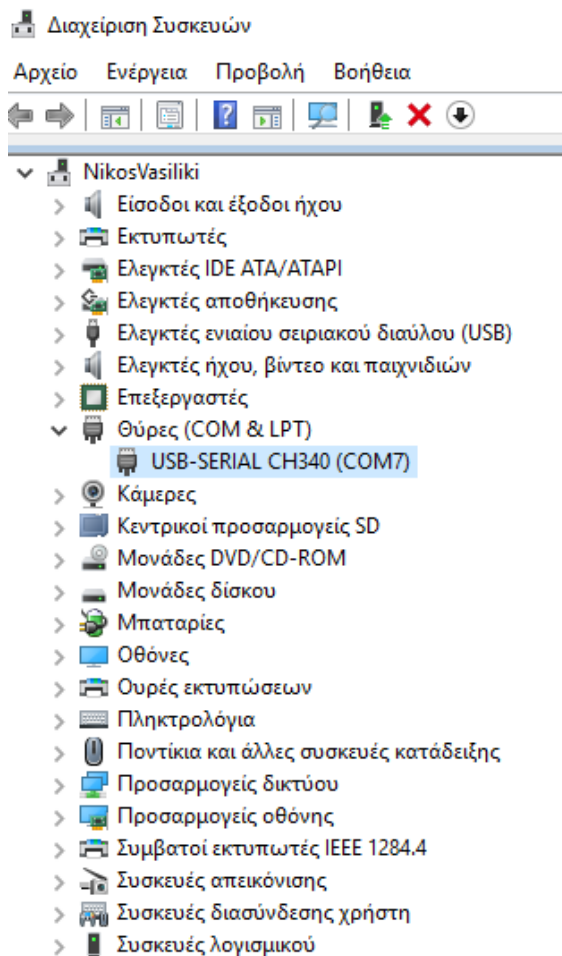 Διαχείριση Συσκευών
Αρχείο Ενέργεια Προβολή Βοήθεια
NikosVasiliki
Είσοδοι και έξοδοι ήχου
Εκτυπωτές
Ελεγκτές IDE ATA/ATAPI
Ελεγκτές αποθήκευσης
Ελεγκτές ενιαίου σειριακού διαύλου (USB)
Ελεγκτές ήχου, βίντεο και παιχνιδιών
Επεξεργαστές
Θύρες (COM & LPT)
USB-SERIAL CH340 (COM7)
Κάμερες
Κεντρικοί προσαρμογείς SD
Μονάδες DVD/CD-ROM
Μονάδες δίσκου
Μπαταρίες
Οθόνες
Ουρές εκτυπώσεων
Πληκτρολόγια
Ποντίκια και άλλες συσκευές κατάδειξης
Προσαρμογείς δικτύου
Προσαρμογείς οθόνης
Συμβατοί εκτυπωτές IEEE 1284.4
Συσκευές απεικόνισης
Συσκευές διασύνδεσης χρήστη
Συσκευές λογισμικού